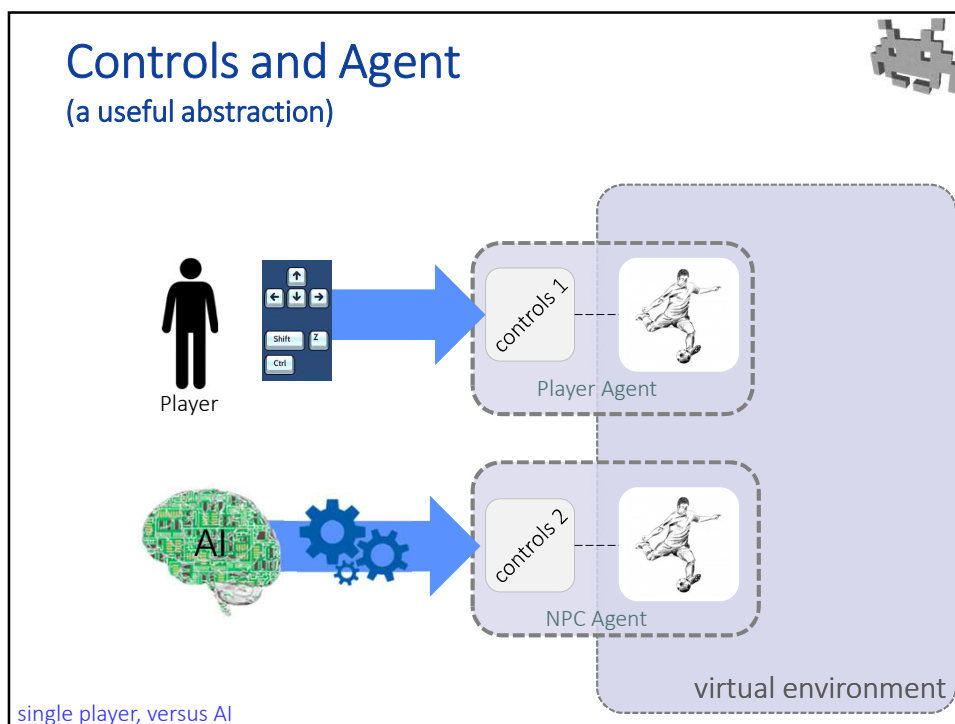 Controls and Agent
(a useful abstraction)
↑
← ↓ →
Shift Z
Ctrl
controls 1
Player Agent
Player
AI
controls 2
NPC Agent
virtual environment
single player, versus AI